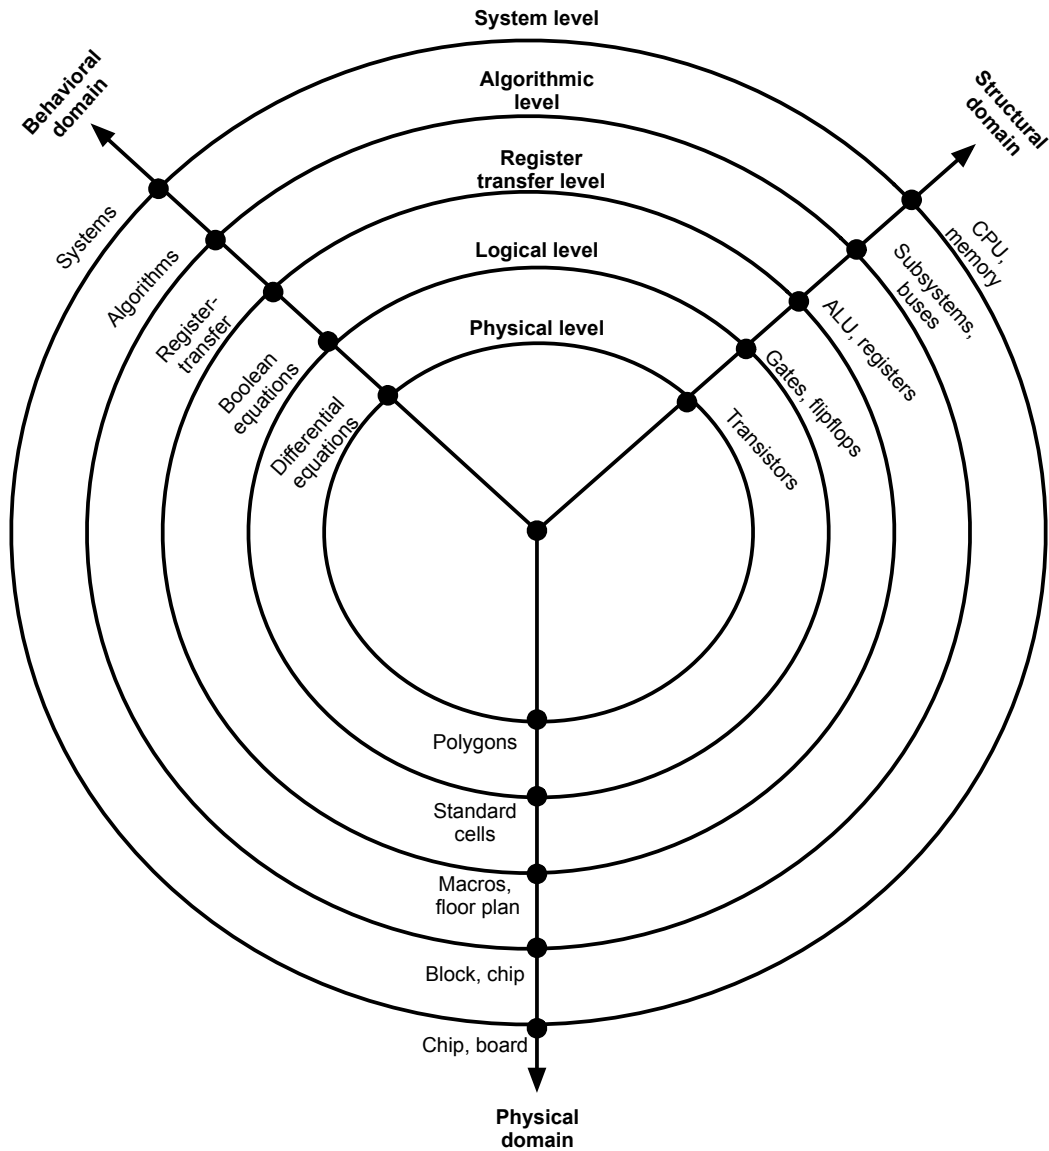 System level
Algorithmic
level
Register
transfer level
Logical level
Physical level
Behavioral
domain
Systems
Algorithms
Register-
transfer
Boolean
equations
Differential
equations
Structural
domain
CPU,
memory
Subsystems,
buses
ALU, registers
Gates, flipflops
Transistors
Polygons
Standard
cells
Macros,
floor plan
Block, chip
Chip, board
Physical
domain